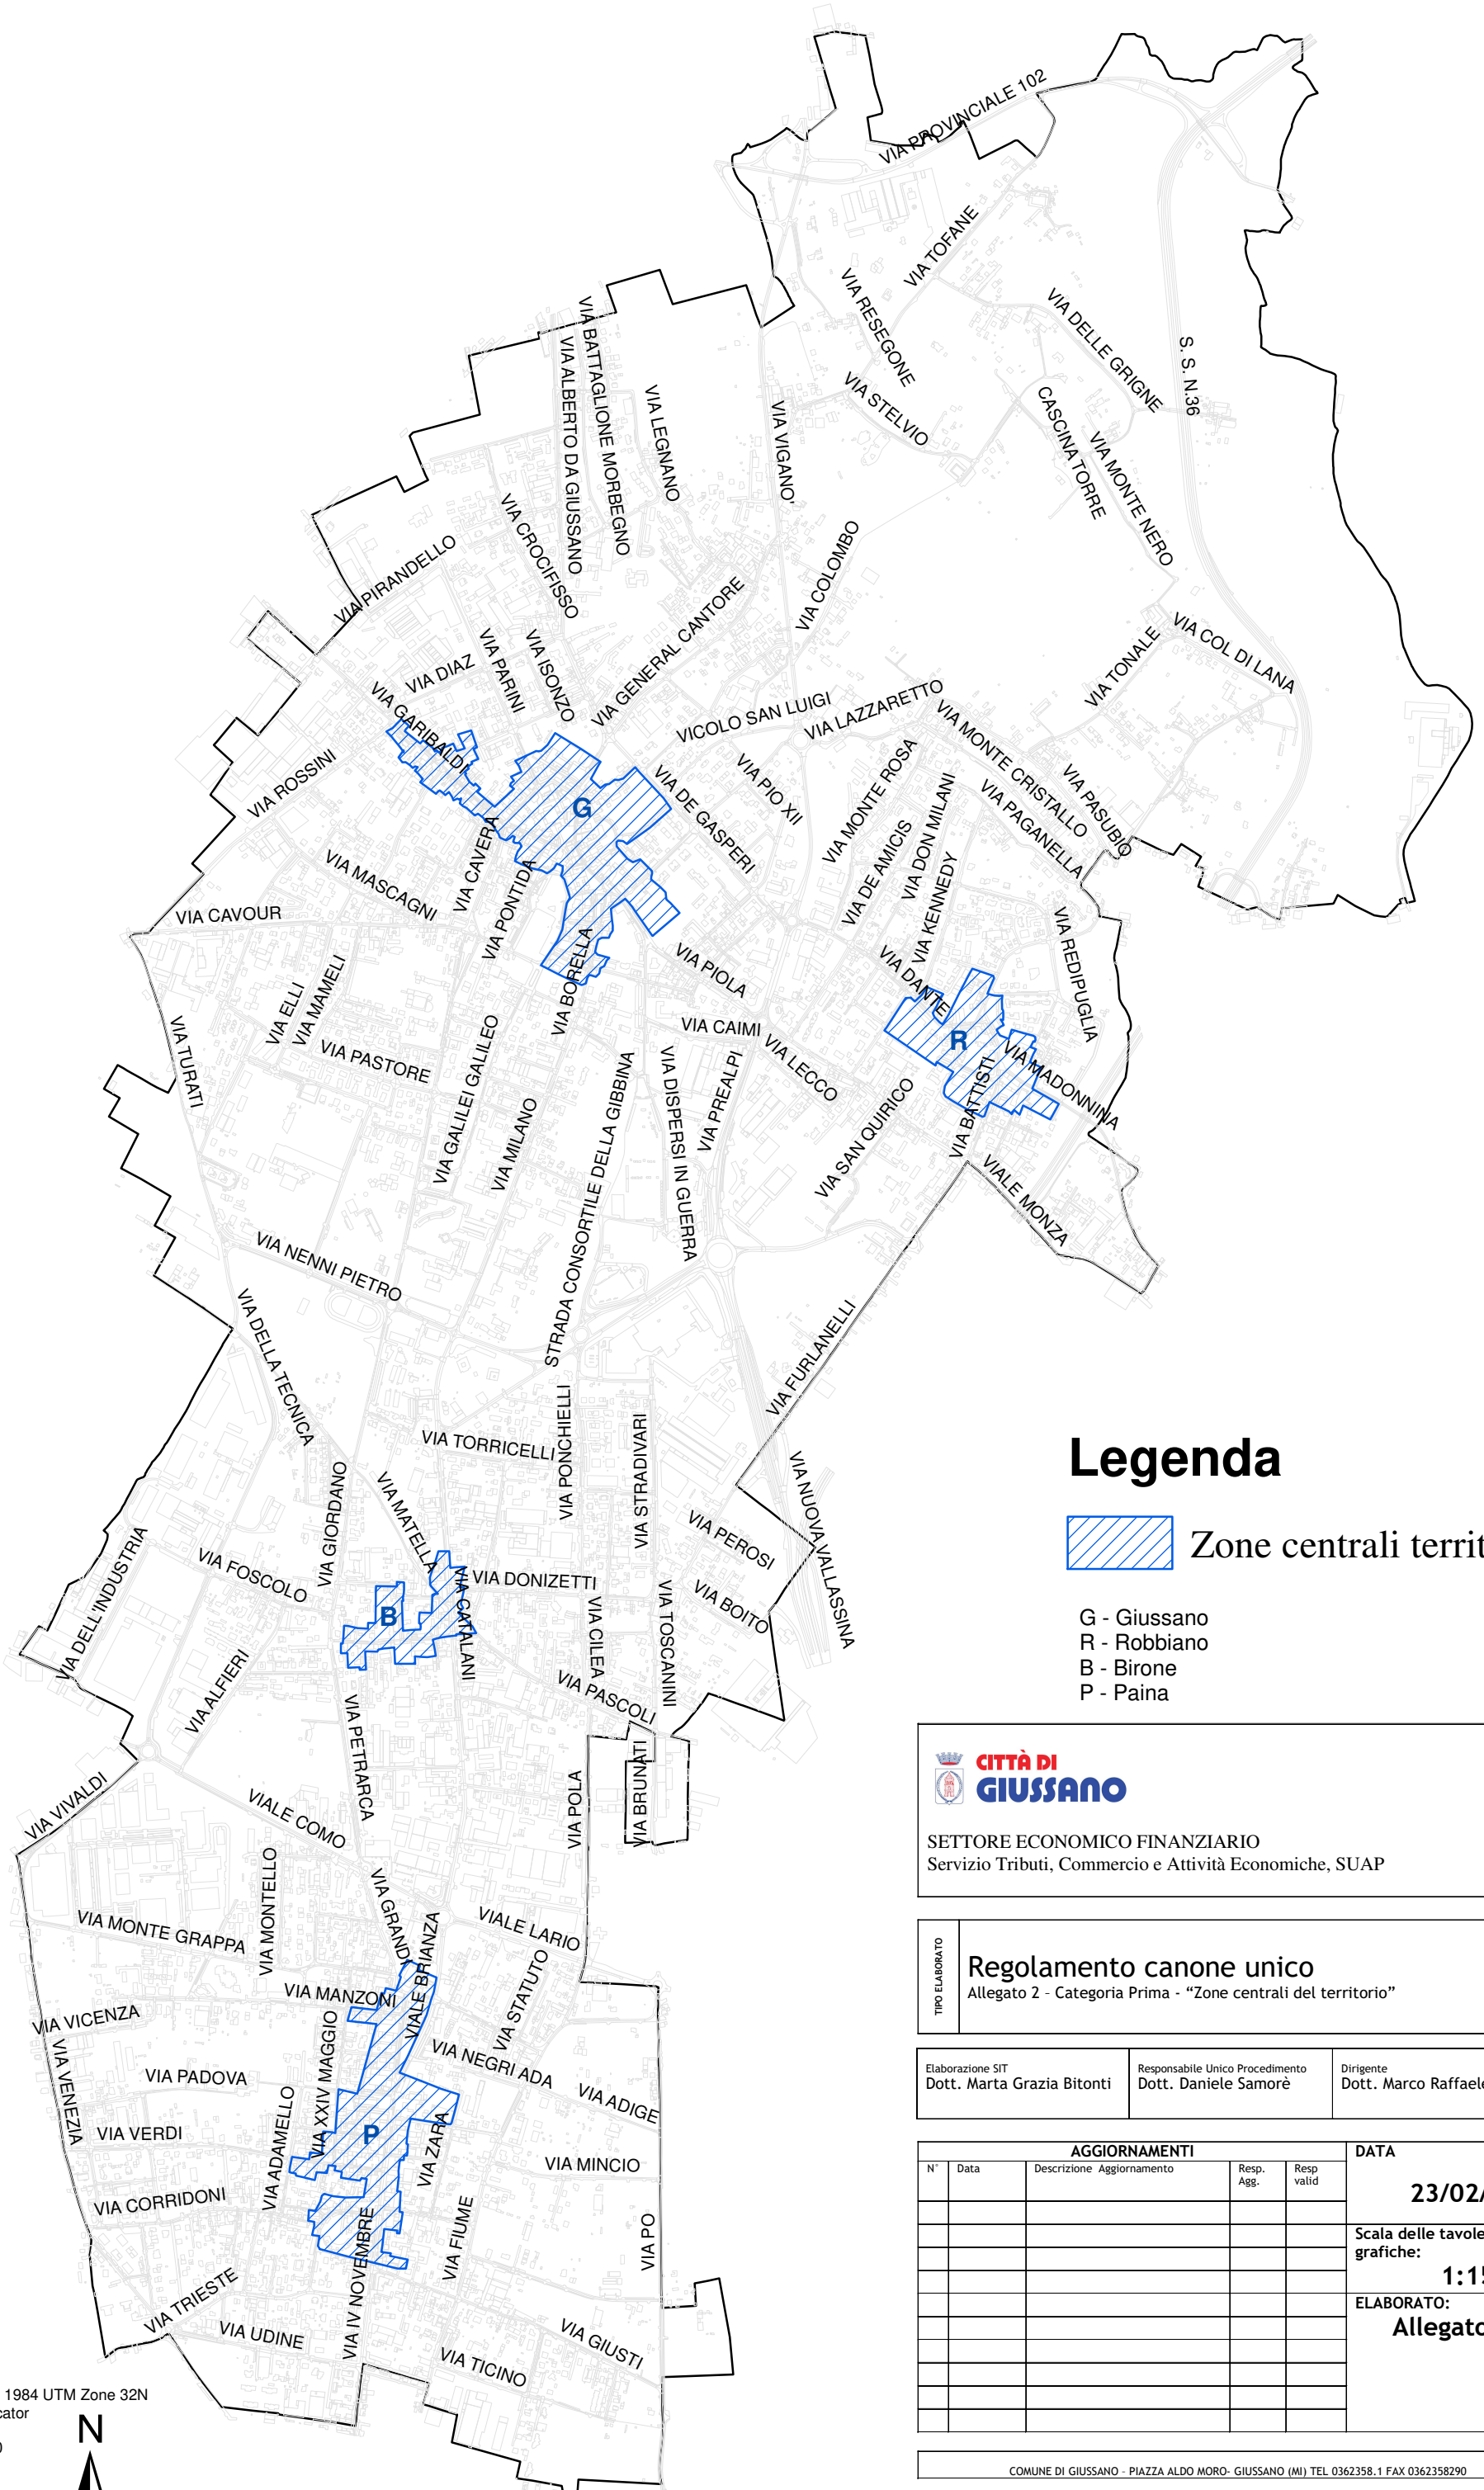 VIA PROVINCIALE 102
VIA TOFANE
VIA RESEGONE
VIA DELLE GRIGNE
S. S. N.36
VIA BATTAGLIONE MORBEGNO
VIA ALBERTO DA GIUSSANO
VIA LEGNANO
VIA VIGANO'
VIA STELVIO
CASCINA TORRE
VIA MONTE NERO
VIA CROCIFISSO
VIA PIRANDELLO
VIA COLOMBO
VIA GENERAL CANTORE
VIA COL DI LANA
VIA TONALE
VIA DIAZ
VIA PARINI
VIA ISONZO
VIA GARIBALDI
VICOLO SAN LUIGI
VIA LAZZARETTO
VIA MONTE CRISTALLO
VIA ROSSINI
G
VIA DE GASPERI
VIA PIO XII
VIA MONTE ROSA
VIA DE AMICIS
VIA DON MILANI
VIA KENNEDY
VIA PAGANELLA
VIA PASUBIO
VIA MASCAGNI
VIA CAVERA
VIA PONTIDA
VIA CAVOUR
VIA BORELLA
VIA PIOLA
VIA DANTE
VIA REDIPUGLIA
VIA ELLI
VIA MAMELI
VIA TURATI
VIA PASTORE
VIA GALILEI GALILEO
VIA MILANO
VIA CAIMI
VIA LECCO
R
VIA MADONNINA
VIA BATTISTI
VIA SAN QUIRICO
VIA DISPERSI IN GUERRA
VIA PREALPI
STRADA CONSORTILE DELLA GIBBINA
VIALE MONZA
VIA NENNI PIETRO
VIA DELLA TECNICA
VIA FURLANELLI
VIA TORRICELLI
VIA PONCHIELLI
VIA STRADIVARI
VIA NUOVA VALLASSINA
VIA GIORDANO
VIA MATELLA
VIA PEROSI
VIA DELL'INDUSTRIA
VIA FOSCOLO
B
VIA CATALANI
VIA DONIZETTI
VIA CILEA
VIA TOSCANINI
VIA BOITO
VIA ALFIERI
VIA PASCOLI
VIA PETRARCA
VIA POLA
VIA BRUNATI
VIA VIVALDI
VIALE COMO
VIA MONTELLO
VIA MONTE GRAPPA
VIA GRANDI
VIALE BRIANZA
VIALE LARIO
VIA STATUTO
VIA MANZONI
VIA VICENZA
VIA VENEZIA
VIA PADOVA
VIA XXIV MAGGIO
VIA NEGRI ADA
VIA ADIGE
VIA VERDI
VIA ADAMELLO
P
VIA ZARA
VIA MINCIO
VIA CORRIDONI
VIA FIUME
VIA PO
VIA IV NOVEMBRE
VIA TRIESTE
VIA UDINE
VIA TICINO
VIA GIUSTI
1984 UTM Zone 32N
N
Legenda
Zone centrali territ
G - Giussano
R - Robbiano
B - Birone
P - Paina
CITTÀ DI
GIUSSANO
SETTORE ECONOMICO FINANZIARIO
Servizio Tributi, Commercio e Attività Economiche, SUAP
TIPO ELABORATO
Regolamento canone unico
Allegato 2 - Categoria Prima - “Zone centrali del territorio”
Elaborazione SIT
Dott. Marta Grazia Bitonti
Responsabile Unico Procedimento
Dott. Daniele Samorè
Dirigente
Dott. Marco Raffaele
AGGIORNAMENTI
N° Data Descrizione Aggiornamento Resp. Agg. Resp valid
DATA
23/02/
Scala delle tavole
grafiche:
1:15
ELABORATO:
Allegato
COMUNE DI GIUSSANO - PIAZZA ALDO MORO- GIUSSANO (MI) TEL 0362358.1 FAX 0362358290